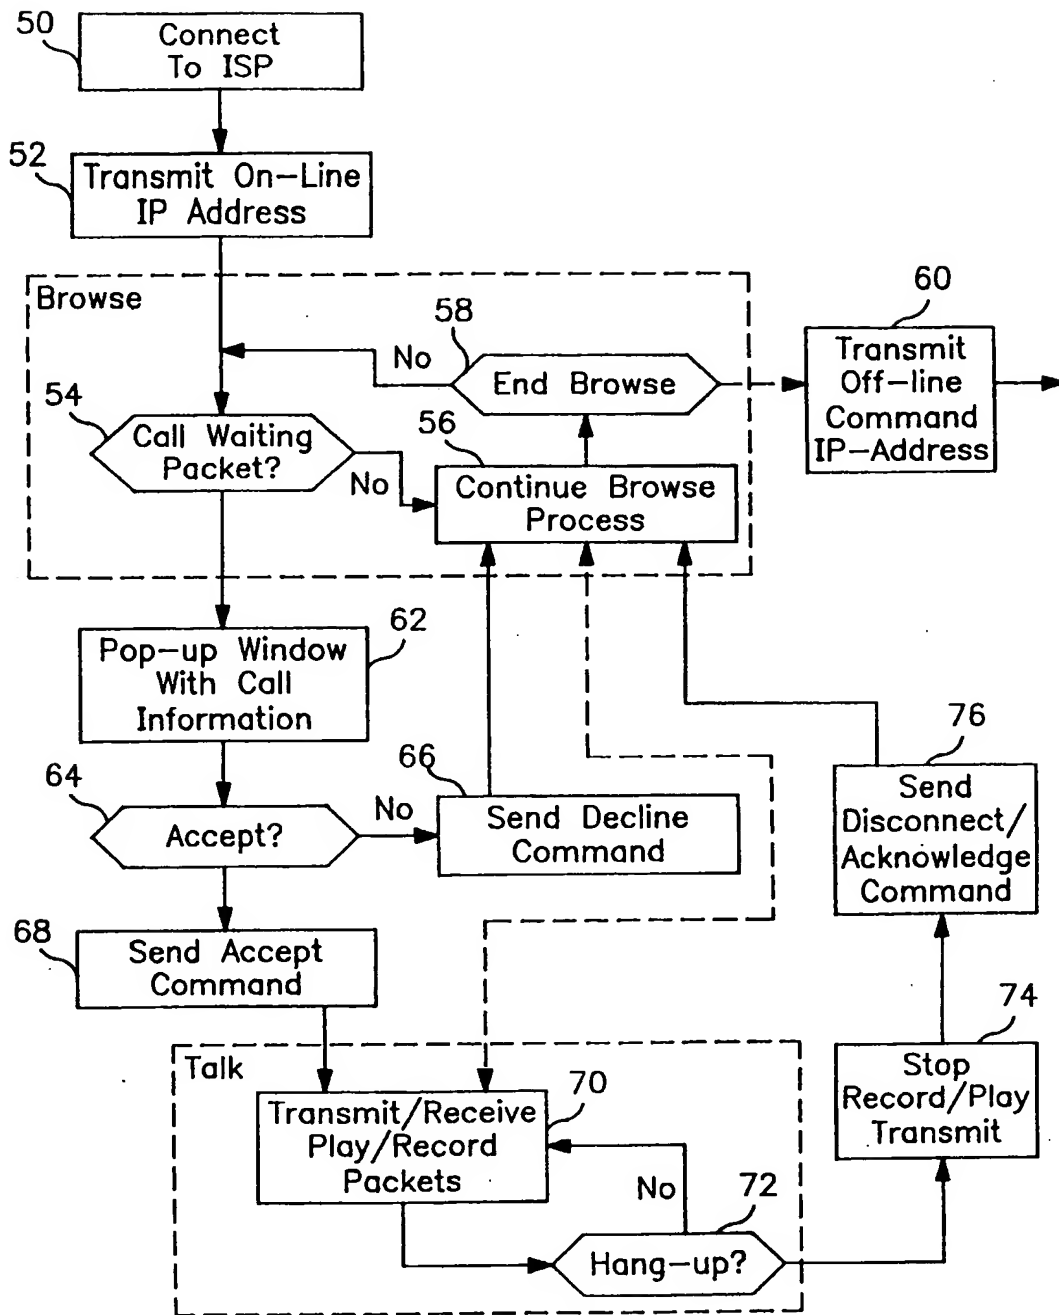 50
Connect
To ISP
52
Transmit On-Line
IP Address
Browse
58
60
No
End Browse
Transmit
Off-line
Command
IP-Address
54
Call Waiting
Packet?
56
No
Continue Browse
Process
62
Pop-up Window
With Call
Information
64
Accept?
No
66
Send Decline
Command
76
Send
Disconnect/
Acknowledge
Command
68
Send Accept
Command
74
Stop
Record/Play
Transmit
Talk
70
Transmit/Receive
Play/Record
Packets
No
72
Hang-up?